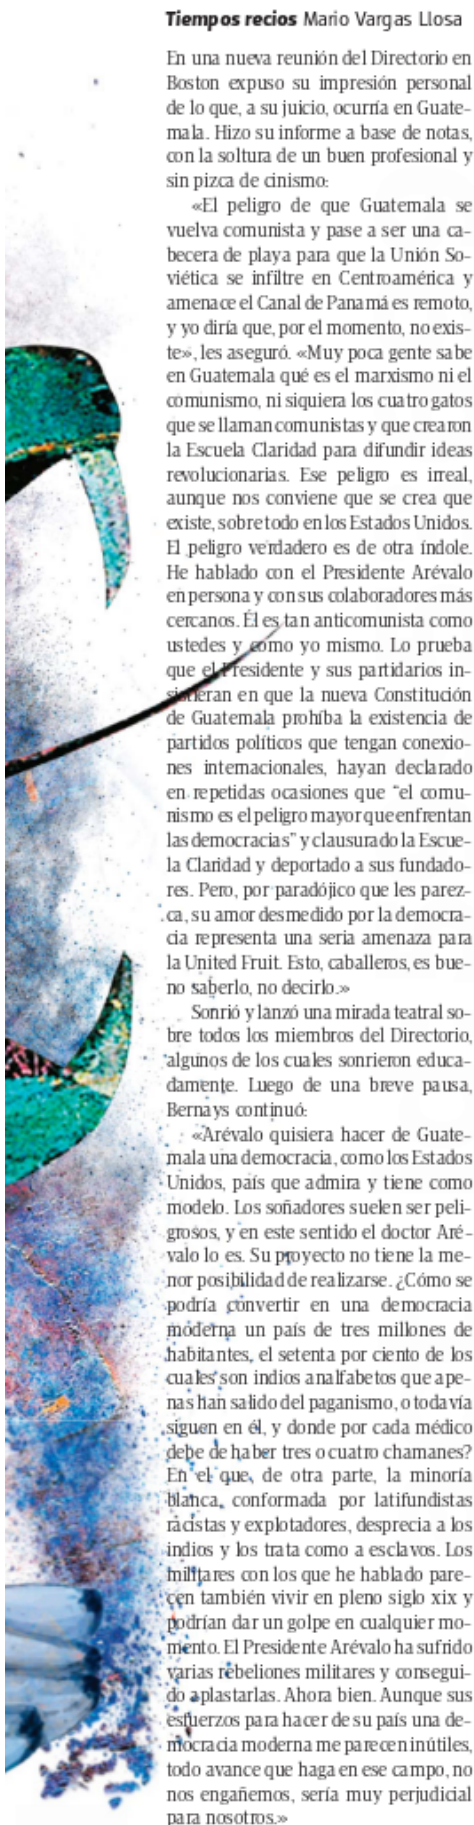 Tiempos recios Mario Vargas Llosa
En una nueva reunión del Directorio en
Boston expuso su impresión personal
de lo que, a su juicio, ocurría en Guate-
mala. Hizo su informe a base de notas,
con la soltura de un buen profesional y
sin pizca de cinismo:
«El peligro de que Guatemala se
vuelva comunista y pase a ser una ca-
becera de playa para que la Unión So-
viética se infiltre en Centroamérica y
amenace el Canal de Panamá es remoto,
y yo diría que, por el momento, no exis-
te», les aseguró. «Muy poca gente sabe
en Guatemala qué es el marxismo ni el
comunismo, ni siquiera los cuatro gatos
que se llaman comunistas y que crearon
la Escuela Claridad para difundir ideas
revolucionarias. Ese peligro es irreal,
aunque nos conviene que se crea que
existe, sobre todo en los Estados Unidos.
El peligro verdadero es de otra índole.
He hablado con el Presidente Arévalo
en persona y con sus colaboradores más
cercanos. Él es tan anticomunista como
ustedes y como yo mismo. Lo prueba
que el Presidente y sus partidarios in-
sistieran en que la nueva Constitución
de Guatemala prohíba la existencia de
partidos políticos que tengan conexio-
nes internacionales, hayan declarado
en repetidas ocasiones que “el comu-
nismo es el peligro mayor que enfrentan
las democracias” y clausurado la Escue-
la Claridad y deportado a sus fundado-
res. Pero, por paradójico que les parez-
ca, su amor desmedido por la democra-
cia representa una seria amenaza para
la United Fruit. Esto, caballeros, es bue-
no saberlo, no decirlo.»
Sonrió y lanzó una mirada teatral so-
bre todos los miembros del Directorio,
algunos de los cuales sonrieron educa-
damente. Luego de una breve pausa,
Bernays continuó:
«Arévalo quisiera hacer de Guate-
mala una democracia, como los Estados
Unidos, país que admira y tiene como
modelo. Los soñadores suelen ser peli-
grosos, y en este sentido el doctor Aré-
valo lo es. Su proyecto no tiene la me-
nor posibilidad de realizarse. ¿Cómo se
podría convertir en una democracia
moderna un país de tres millones de
habitantes, el setenta por ciento de los
cuales son indios analfabetos que ape-
nas han salido del paganismo, o todavía
siguen en él, y donde por cada médico
debe de haber tres o cuatro chamanes?
En el que, de otra parte, la minoría
blanca, conformada por latifundistas
racistas y explotadores, desprecia a los
indios y los trata como a esclavos. Los
militares con los que he hablado pare-
cen también vivir en pleno siglo xix y
podrían dar un golpe en cualquier mo-
mento. El Presidente Arévalo ha sufrido
varias rebeliones militares y consegui-
do aplastarlas. Ahora bien. Aunque sus
esfuerzos para hacer de su país una de-
mocracia moderna me parecen inútiles,
todo avance que haga en ese campo, no
nos engañemos, sería muy perjudicial
para nosotros.»